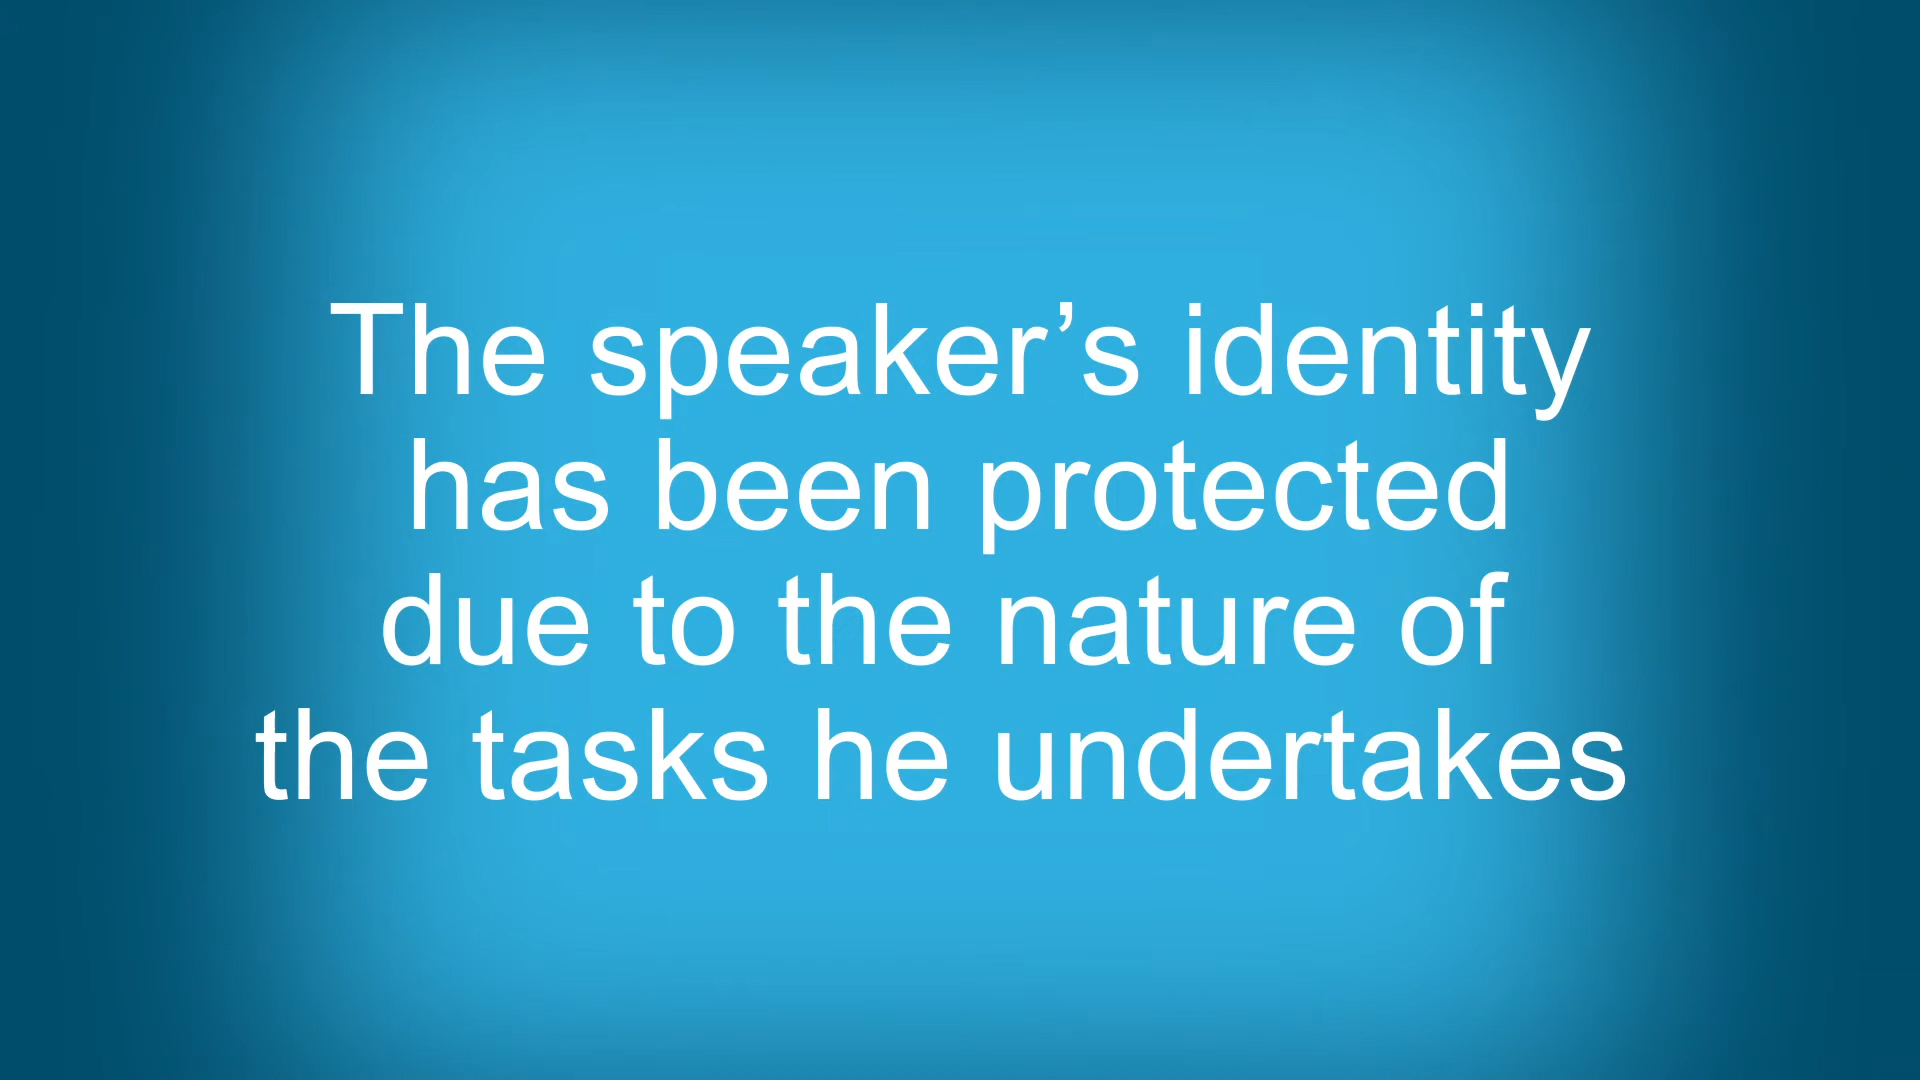 The speaker’s identity
has been protected
due to the nature of
the tasks he undertakes